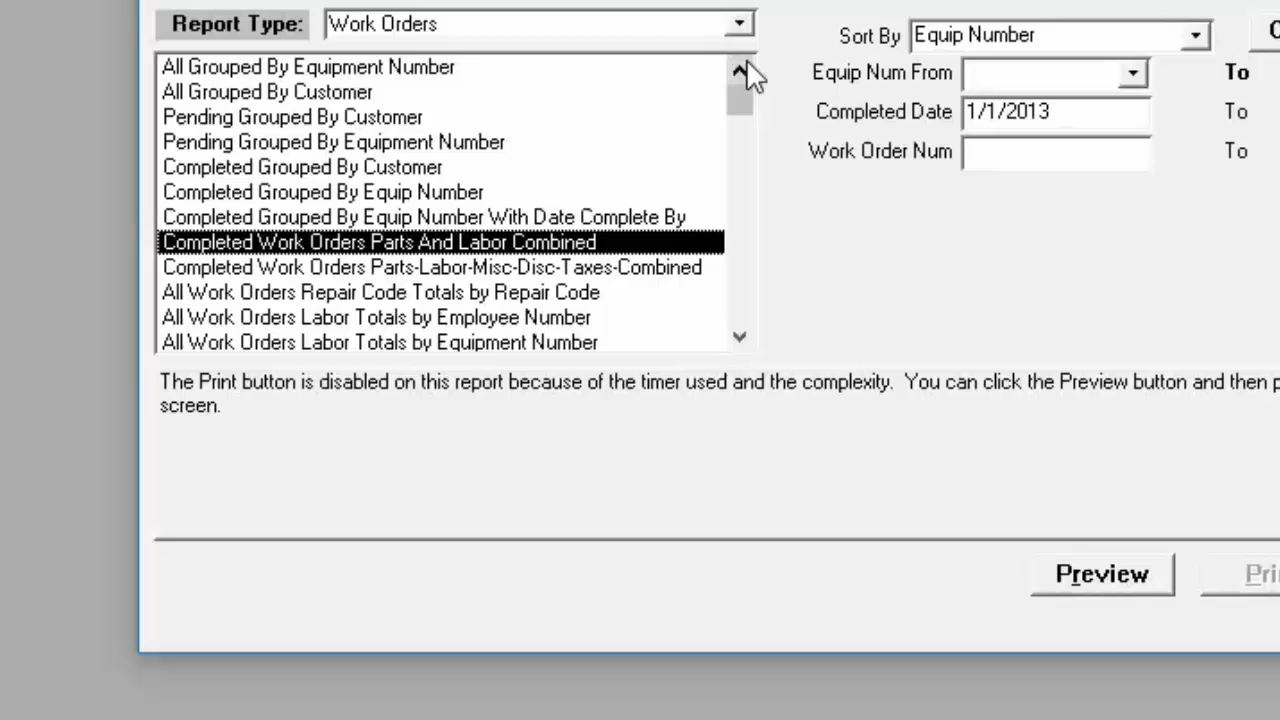 Report Type: Work Orders
Sort By Equip Number
Equip Num From To
Completed Date 1/1/2013 To
Work Order Num To
All Grouped By Equipment Number
All Grouped By Customer
Pending Grouped By Customer
Pending Grouped By Equipment Number
Completed Grouped By Customer
Completed Grouped By Equip Number
Completed Grouped By Equip Number With Date Complete By
Completed Work Orders Parts And Labor Combined
Completed Work Orders Parts-Labor-Misc-Disc-Taxes-Combined
All Work Orders Repair Code Totals by Repair Code
All Work Orders Labor Totals by Employee Number
All Work Orders Labor Totals by Equipment Number
The Print button is disabled on this report because of the timer used and the complexity. You can click the Preview button and then
screen.
Preview